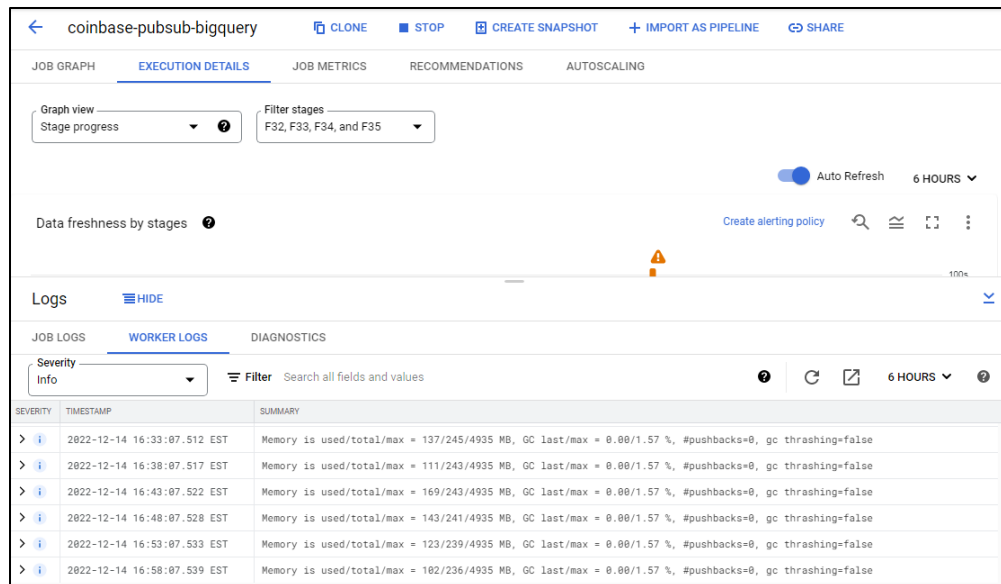 coinbase-pubsub-bigquery CLONE STOP CREATE SNAPSHOT IMPORT AS PIPELINE SHARE
JOB GRAPH EXECUTION DETAILS JOB METRICS RECOMMENDATIONS AUTOSCALING
Graph view
Stage progress
Filter stages
F32, F33, F34, and F35
Auto Refresh 6 HOURS
Data freshness by stages Create alerting policy
100s
Logs HIDE
JOB LOGS WORKER LOGS DIAGNOSTICS
Severity
Info
Filter Search all fields and values 6 HOURS
SEVERITY TIMESTAMP SUMMARY
2022-12-14 16:33:07.512 EST Memory is used/total/max = 137/245/4935 MB, GC last/max = 0.00/1.57 %, #pushbacks=0, gc thrashing=false
2022-12-14 16:38:07.517 EST Memory is used/total/max = 111/243/4935 MB, GC last/max = 0.00/1.57 %, #pushbacks=0, gc thrashing=false
2022-12-14 16:43:07.522 EST Memory is used/total/max = 169/243/4935 MB, GC last/max = 0.00/1.57 %, #pushbacks=0, gc thrashing=false
2022-12-14 16:48:07.528 EST Memory is used/total/max = 143/241/4935 MB, GC last/max = 0.00/1.57 %, #pushbacks=0, gc thrashing=false
2022-12-14 16:53:07.533 EST Memory is used/total/max = 123/239/4935 MB, GC last/max = 0.00/1.57 %, #pushbacks=0, gc thrashing=false
2022-12-14 16:58:07.539 EST Memory is used/total/max = 102/236/4935 MB, GC last/max = 0.00/1.57 %, #pushbacks=0, gc thrashing=false